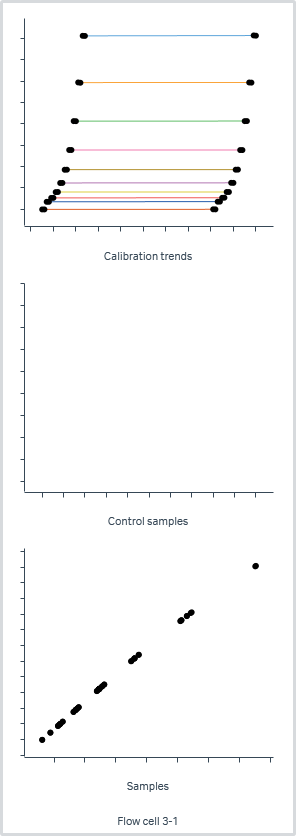 Calibration trends
Control samples
Samples
Flow cell 3-1